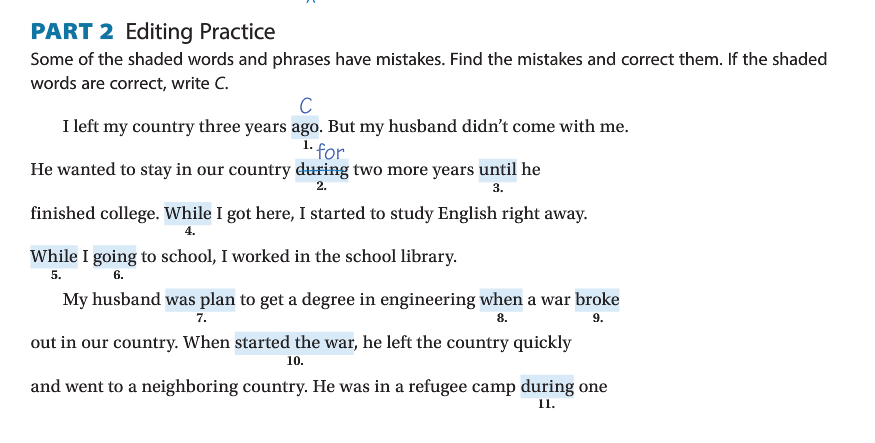 PART 2 Editing Practice
Some of the shaded words and phrases have mistakes. Find the mistakes and correct them. If the shaded
words are correct, write C.
C
I left my country three years ago. But my husband didn't come with me.
1. for
He wanted to stay in our country during two more years until he
2. 3.
finished college. While I got here, I started to study English right away.
4.
While I going to school, I worked in the school library.
5. 6.
My husband was plan to get a degree in engineering when a war broke
7. 8. 9.
out in our country. When started the war, he left the country quickly
10.
and went to a neighboring country. He was in a refugee camp during one
11.